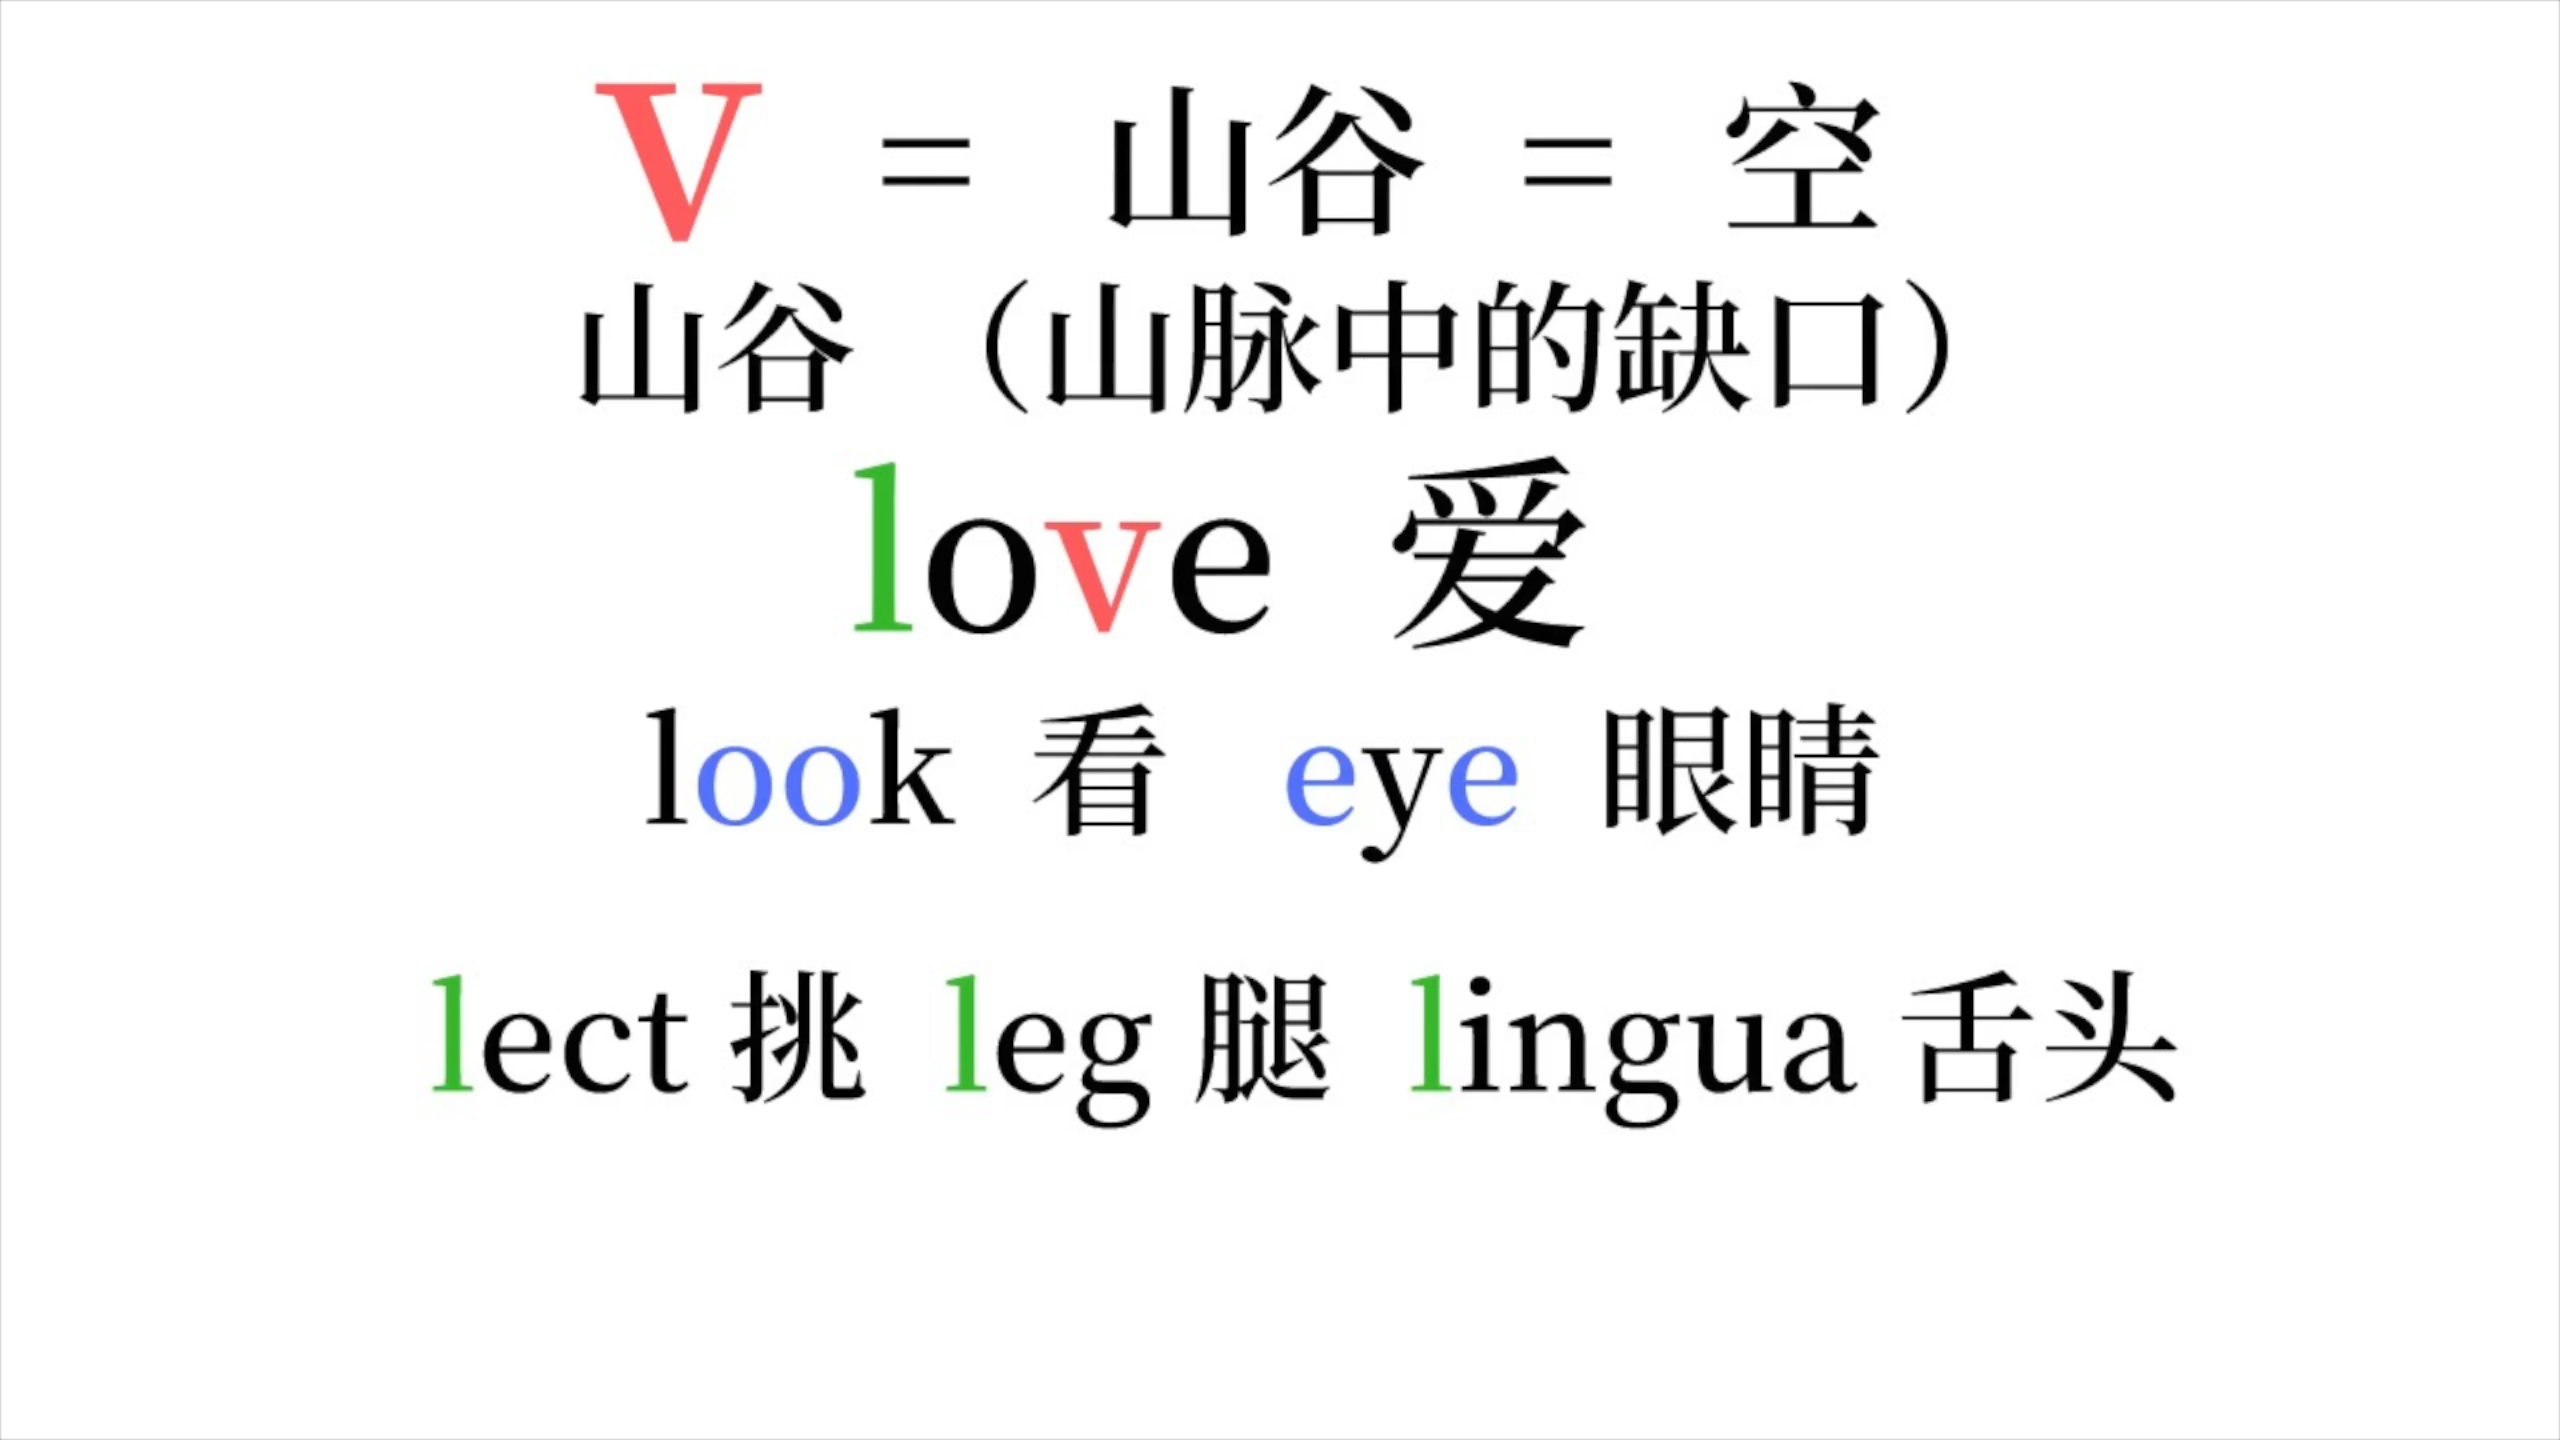 v = 山谷 = 空
山谷 （山脉中的缺口）
love 爱
look 看 eye 眼睛
lect 挑 leg 腿 lingua 舌头